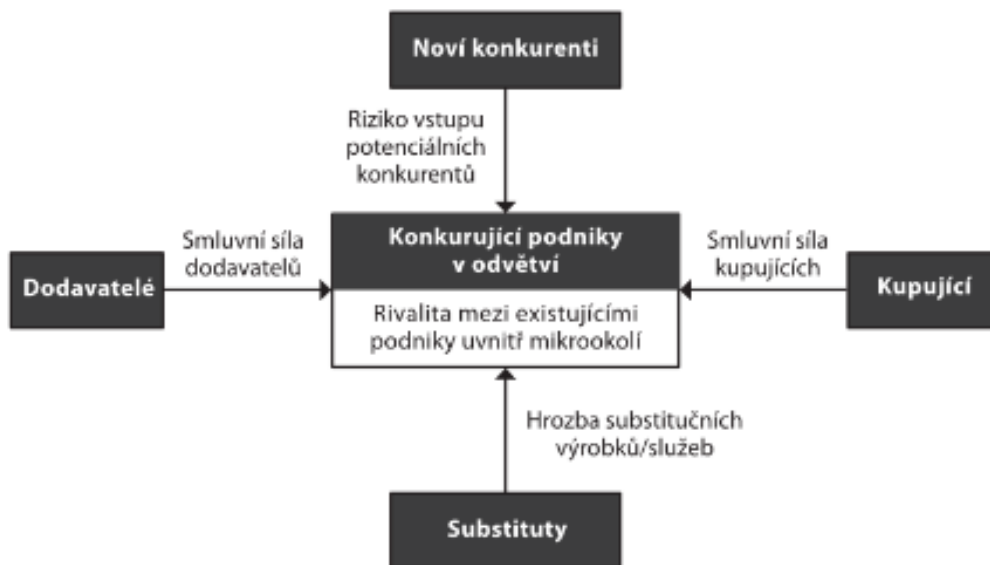 Noví konkurenti
Riziko vstupu
potenciálních
konkurentů
Konkurující podniky
v odvětví
Smluvní síla
dodavatelů
Smluvní síla
kupujících
Dodavatelé
Kupující
Rivalita mezi existujícími
podniky uvnitř mikrookolí
Hrozba substitučních
výrobků/služeb
Substituty